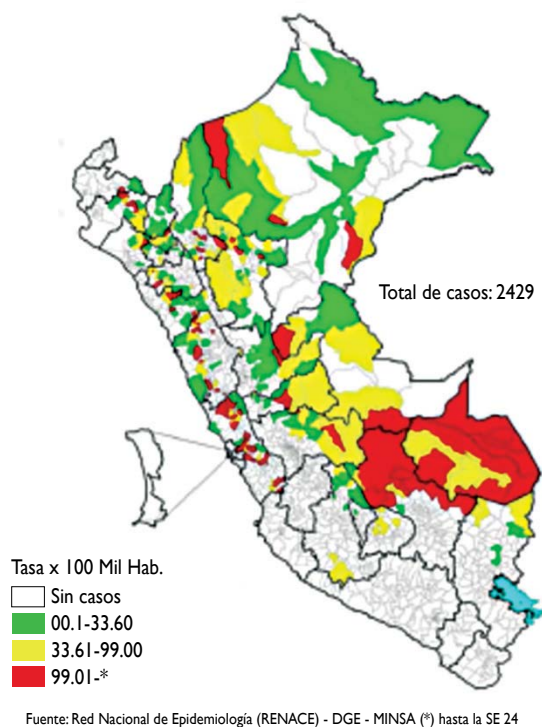 Total de casos: 2429
Tasa x 100 Mil Hab.
Sin casos
00.1-33.60
33.61-99.00
99.01-*
Fuente: Red Nacional de Epidemiología (RENACE) - DGE - MINSA (*) hasta la SE 24